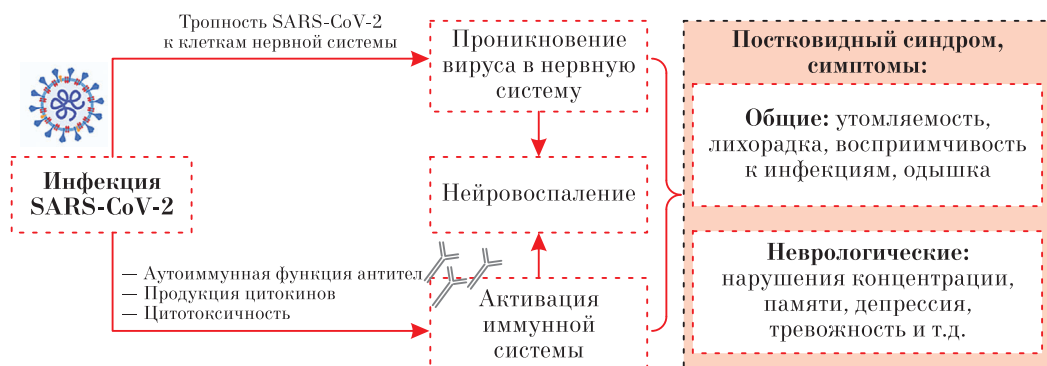 Тропность SARS-CoV-2
к клеткам нервной системы
Инфекция
SARS-CoV-2
— Аутоиммунная функция антител
— Продукция цитокинов
— Цитотоксичность
Проникновение
вируса в нервную
систему
Нейровоспаление
Активация
иммунной
системы
Постковидный синдром,
симптомы:
Общие: утомляемость,
лихорадка, восприимчивость
к инфекциям, одышка
Неврологические:
нарушения концентрации,
памяти, депрессия,
тревожность и т.д.